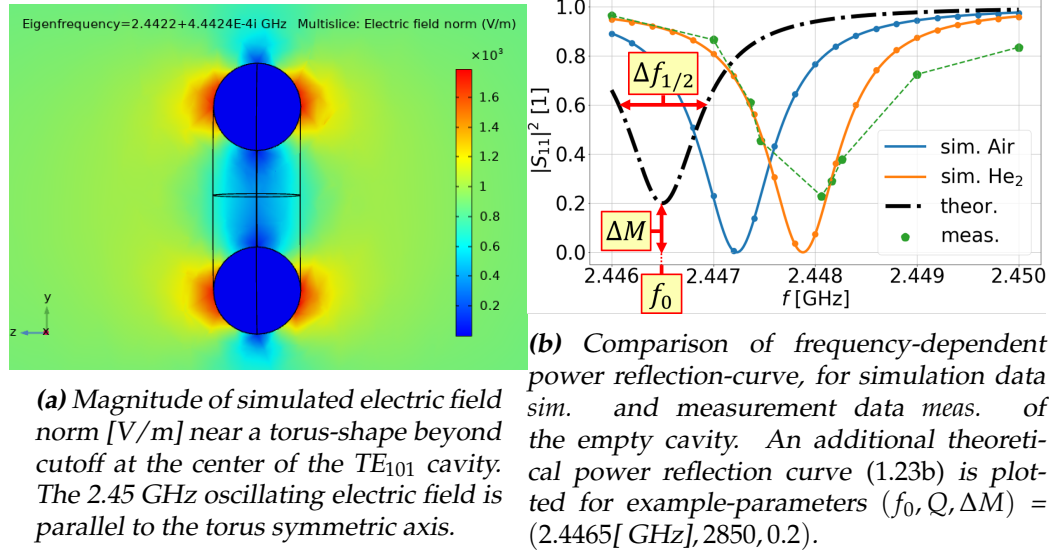 Eigenfrequency=2.4422+4.4424E-4i GHz Multislice: Electric field norm (V/m)
×10³
1.6
1.4
1.2
1
0.8
0.6
0.4
0.2
y
z
x
(a) Magnitude of simulated electric field
norm [V/m] near a torus-shape beyond
cutoff at the center of the TE₁₀₁ cavity.
The 2.45 GHz oscillating electric field is
parallel to the torus symmetric axis.
1.0
0.8
0.6
0.4
0.2
0.0
|S₁₁|² [1]
Δf₁/₂
ΔM
f₀
sim. Air
sim. He₂
theor.
meas.
2.446 2.447 2.448 2.449 2.450
f [GHz]
(b) Comparison of frequency-dependent
power reflection-curve, for simulation data
sim. and measurement data meas. of
the empty cavity. An additional theoreti-
cal power reflection curve (1.23b) is plot-
ted for example-parameters (f₀, Q, ΔM) =
(2.4465[ GHz], 2850, 0.2).